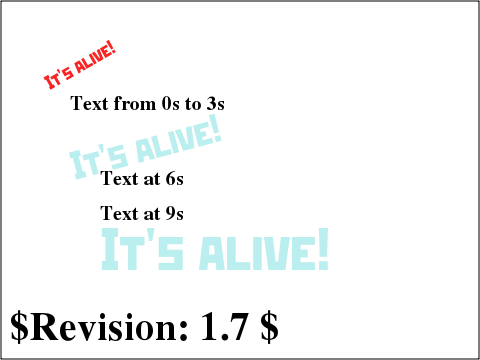 It's alive!
Text from 0s to 3s
It's alive!
Text at 6s
Text at 9s
It's alive!
$Revision: 1.7 $